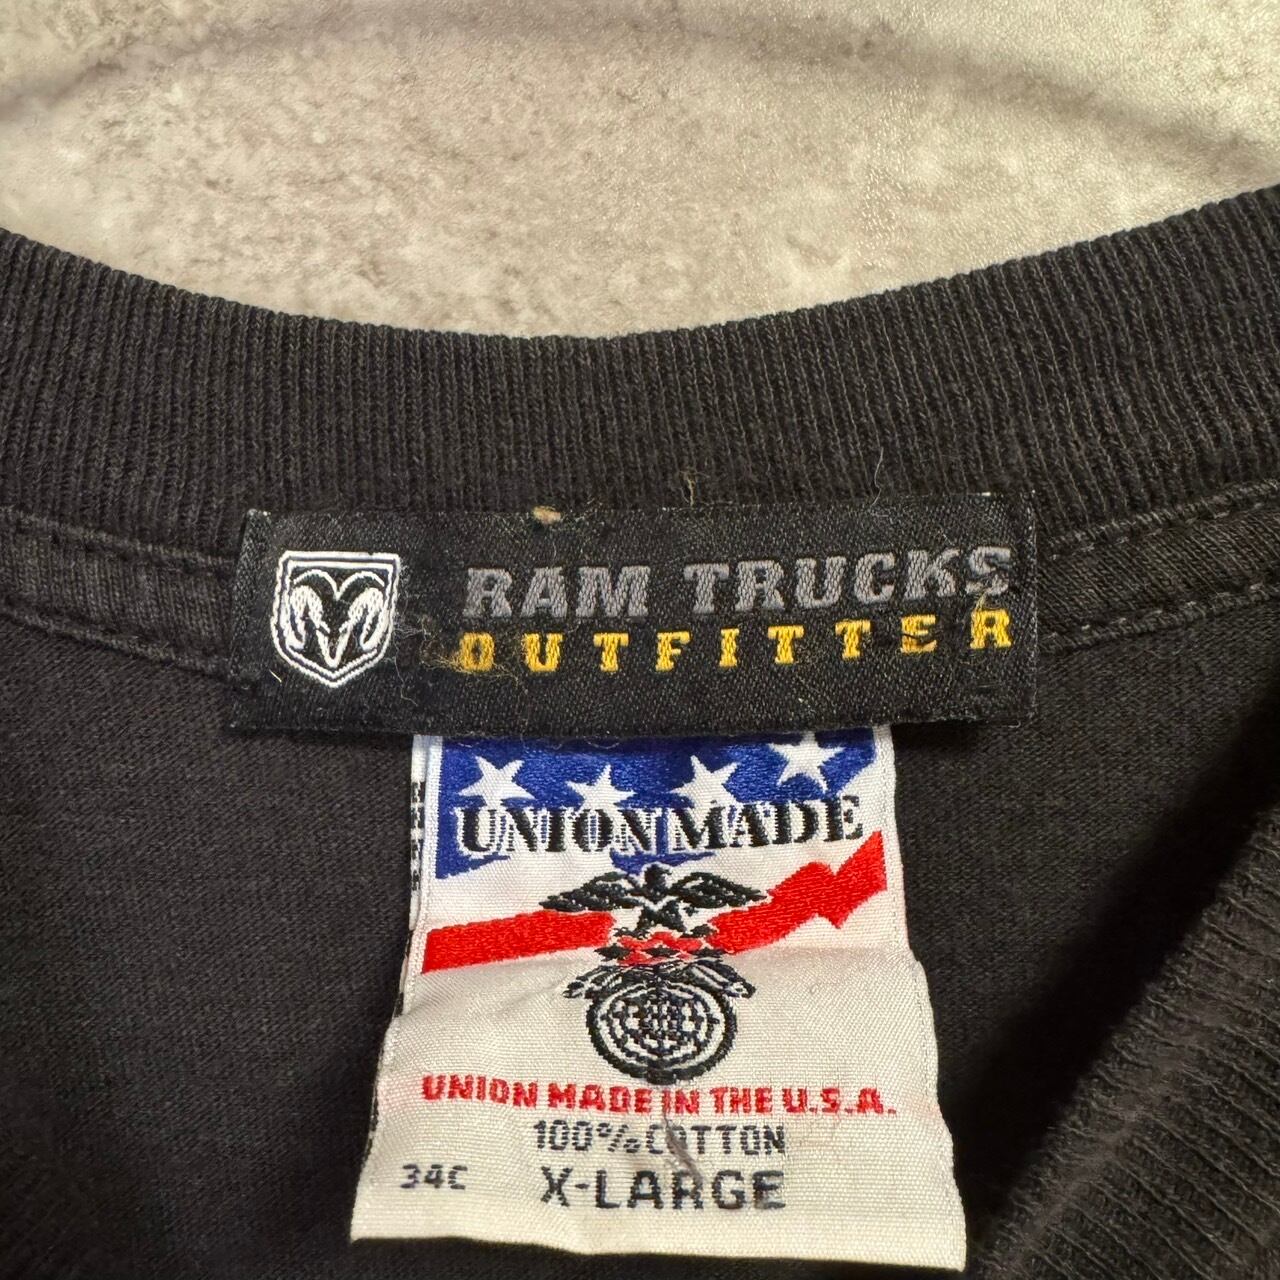 RAM TRUCKS
OUTFITTER
UNION MADE
UNION MADE IN THE U.S.A.
100% COTTON
34C X-LARGE